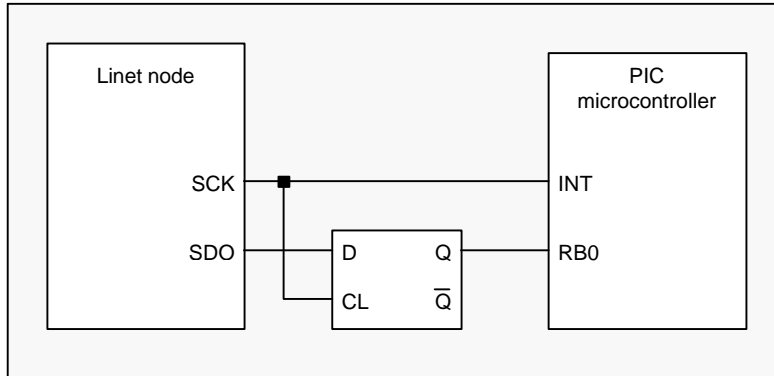 Linet node
PIC
microcontroller
SCK
INT
SDO
D
Q
RB0
CL
Q̅